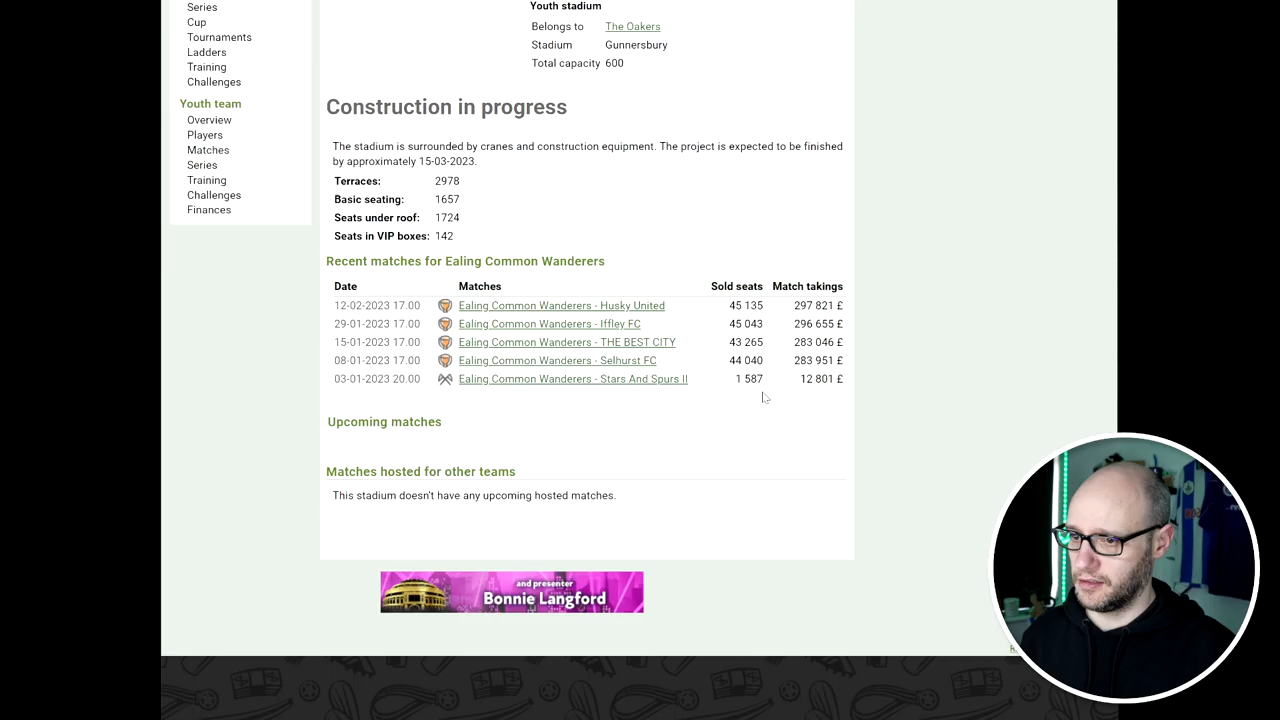 Series
Cup
Tournaments
Ladders
Training
Challenges
Youth team
Overview
Players
Matches
Series
Training
Challenges
Finances
Youth stadium
Belongs to The Oakers
Stadium Gunnersbury
Total capacity 600
Construction in progress
The stadium is surrounded by cranes and construction equipment. The project is expected to be finished
by approximately 15-03-2023.
Terraces: 2978
Basic seating: 1657
Seats under roof: 1724
Seats in VIP boxes: 142
Recent matches for Ealing Common Wanderers
Date Matches Sold seats Match takings
12-02-2023 17.00 Ealing Common Wanderers - Husky United 45 135 297 821 £
29-01-2023 17.00 Ealing Common Wanderers - Iffley FC 45 043 296 655 £
15-01-2023 17.00 Ealing Common Wanderers - THE BEST CITY 43 265 283 046 £
08-01-2023 17.00 Ealing Common Wanderers - Selhurst FC 44 040 283 951 £
03-01-2023 20.00 Ealing Common Wanderers - Stars And Spurs II 1 587 12 801 £
Upcoming matches
Matches hosted for other teams
This stadium doesn't have any upcoming hosted matches.
and presenter
Bonnie Langford